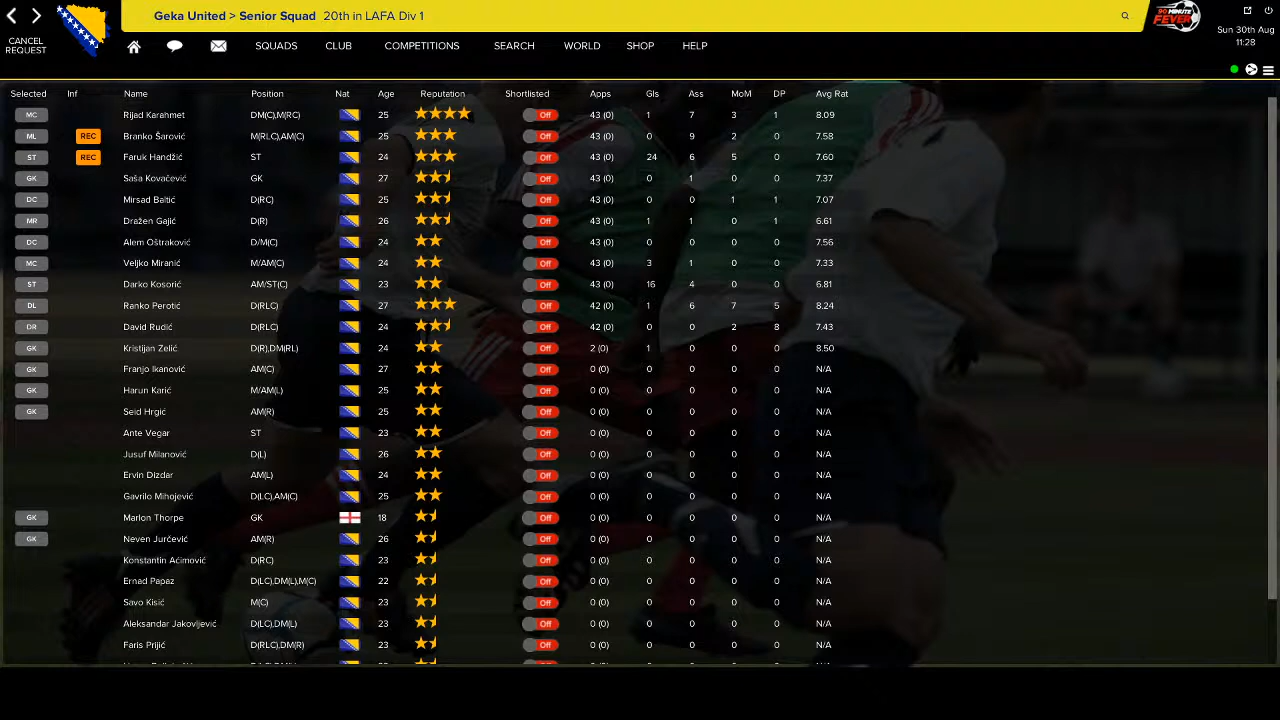 Geka United > Senior Squad 20th in LAFA Div 1
90 MINUTE FEVER
CANCEL REQUEST
SQUADS CLUB COMPETITIONS SEARCH WORLD SHOP HELP
Sun 30th Aug
11:28
Selected Inf Name Position Nat Age Reputation Shortlisted Apps Gls Ass MoM DP Avg Rat
MC Rijad Karahmet DM(C),M(RC) 25 Off 43 (0) 1 7 3 1 8.09
ML REC Branko Šarović M(RLC),AM(C) 25 Off 43 (0) 0 9 2 0 7.58
ST REC Faruk Handžić ST 24 Off 43 (0) 24 6 5 0 7.60
GK Saša Kovačević GK 27 Off 43 (0) 0 1 0 0 7.37
DC Mirsad Baltić D(RC) 25 Off 43 (0) 0 0 1 1 7.07
MR Dražen Gajić D(R) 26 Off 43 (0) 1 1 0 1 6.61
DC Alem Oštraković D/M(C) 24 Off 43 (0) 0 0 0 0 7.56
MC Veljko Miranić M/AM(C) 24 Off 43 (0) 3 1 0 0 7.33
ST Darko Kosorić AM/ST(C) 23 Off 43 (0) 16 4 0 0 6.81
DL Ranko Perotić D(RLC) 27 Off 42 (0) 1 6 7 5 8.24
DR David Rudić D(RLC) 24 Off 42 (0) 0 0 2 8 7.43
GK Kristijan Zelić D(R),DM(RL) 24 Off 2 (0) 1 0 0 0 8.50
GK Franjo Ikanović AM(C) 27 Off 0 (0) 0 0 0 0 N/A
GK Harun Karić M/AM(L) 25 Off 0 (0) 0 0 0 0 N/A
GK Seid Hrgić AM(R) 25 Off 0 (0) 0 0 0 0 N/A
Ante Vegar ST 23 Off 0 (0) 0 0 0 0 N/A
Jusuf Milanović D(L) 26 Off 0 (0) 0 0 0 0 N/A
Ervin Dizdar AM(L) 24 Off 0 (0) 0 0 0 0 N/A
Gavrilo Mihojević D(LC),AM(C) 25 Off 0 (0) 0 0 0 0 N/A
GK Marlon Thorpe GK 18 Off 0 (0) 0 0 0 0 N/A
GK Neven Jurčević AM(R) 26 Off 0 (0) 0 0 0 0 N/A
Konstantin Aćimović D(RC) 23 Off 0 (0) 0 0 0 0 N/A
Ernad Papaz D(LC),DM(L),M(C) 22 Off 0 (0) 0 0 0 0 N/A
Savo Kisić M(C) 23 Off 0 (0) 0 0 0 0 N/A
Aleksandar Jakovljević D(LC),DM(L) 23 Off 0 (0) 0 0 0 0 N/A
Faris Prijić D(RLC),DM(R) 23 Off 0 (0) 0 0 0 0 N/A